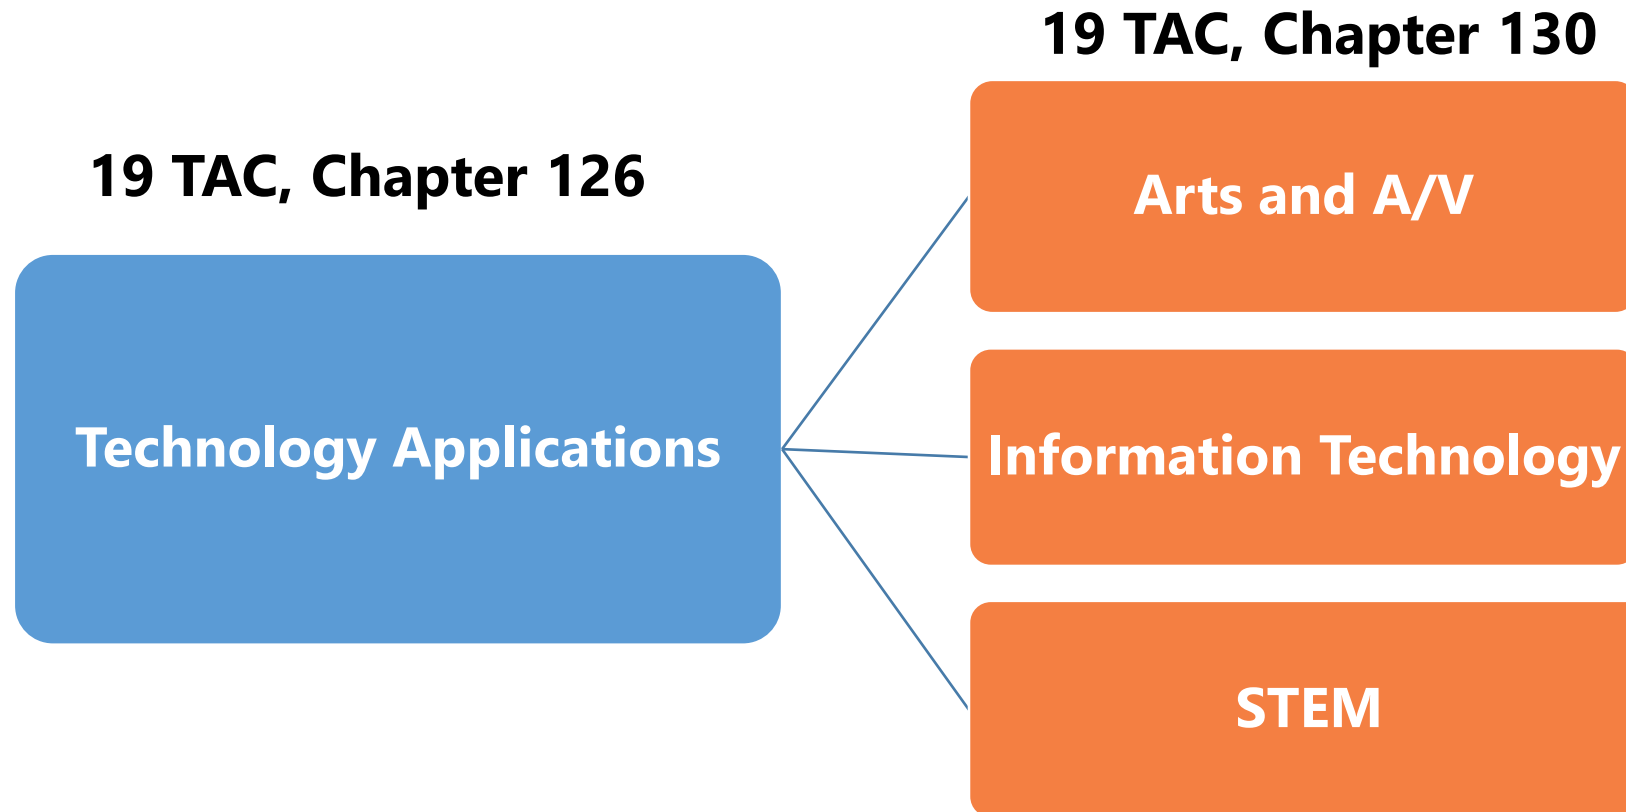 19 TAC, Chapter 130
19 TAC, Chapter 126
Arts and A/V
Technology Applications
Information Technology
STEM